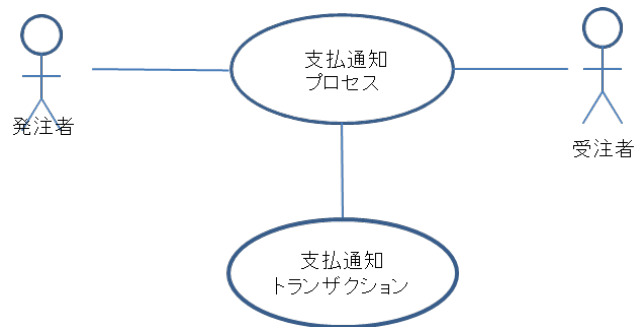 支払通知
プロセス
発注者
受注者
支払通知
トランザクション